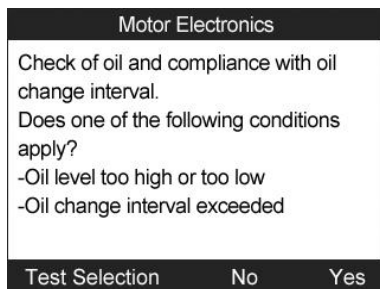 Motor Electronics
Check of oil and compliance with oil
change interval.
Does one of the following conditions
apply?
-Oil level too high or too low
-Oil change interval exceeded
Test Selection No Yes